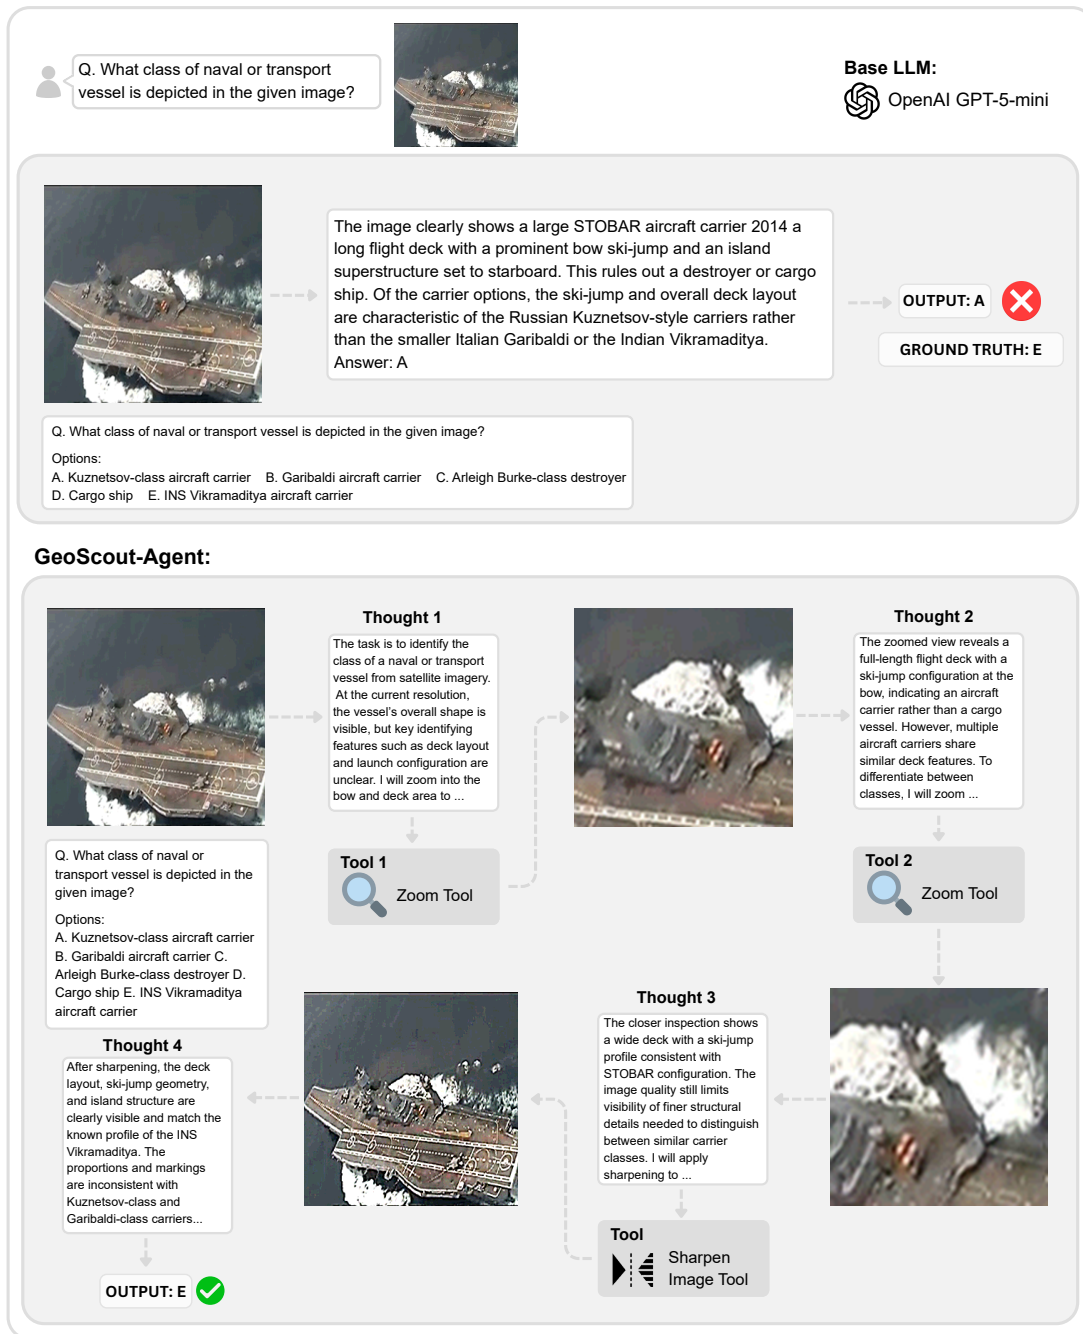 Q. What class of naval or transport
vessel is depicted in the given image?
Base LLM:
OpenAI GPT-5-mini
The image clearly shows a large STOBAR aircraft carrier 2014 a
long flight deck with a prominent bow ski-jump and an island
superstructure set to starboard. This rules out a destroyer or cargo
ship. Of the carrier options, the ski-jump and overall deck layout
are characteristic of the Russian Kuznetsov-style carriers rather
than the smaller Italian Garibaldi or the Indian Vikramaditya.
Answer: A
OUTPUT: A
GROUND TRUTH: E
Q. What class of naval or transport vessel is depicted in the given image?
Options:
A. Kuznetsov-class aircraft carrier B. Garibaldi aircraft carrier C. Arleigh Burke-class destroyer
D. Cargo ship E. INS Vikramaditya aircraft carrier
GeoScout-Agent:
Thought 1
The task is to identify the
class of a naval or transport
vessel from satellite imagery.
At the current resolution,
the vessel's overall shape is
visible, but key identifying
features such as deck layout
and launch configuration are
unclear. I will zoom into the
bow and deck area to ...
Tool 1
Zoom Tool
Thought 2
The zoomed view reveals a
full-length flight deck with a
ski-jump configuration at the
bow, indicating an aircraft
carrier rather than a cargo
vessel. However, multiple
aircraft carriers share
similar deck features. To
differentiate between
classes, I will zoom ...
Tool 2
Zoom Tool
Q. What class of naval or
transport vessel is depicted in the
given image?
Options:
A. Kuznetsov-class aircraft carrier
B. Garibaldi aircraft carrier C.
Arleigh Burke-class destroyer D.
Cargo ship E. INS Vikramaditya
aircraft carrier
Thought 3
The closer inspection shows
a wide deck with a ski-jump
profile consistent with
STOBAR configuration. The
image quality still limits
visibility of finer structural
details needed to distinguish
between similar carrier
classes. I will apply
sharpening to ...
Tool
Sharpen
Image Tool
Thought 4
After sharpening, the deck
layout, ski-jump geometry,
and island structure are
clearly visible and match the
known profile of the INS
Vikramaditya. The
proportions and markings
are inconsistent with
Kuznetsov-class and
Garibaldi-class carriers...
OUTPUT: E